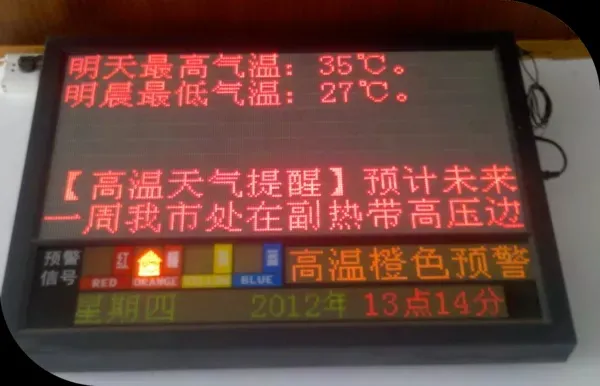 明天最高气温：35℃。
明晨最低气温：27℃。
【高温天气提醒】预计未来
一周我市处在副热带高压边
预警
信号
红 橙 黄 蓝
RED ORANGE YELLOW BLUE
高温橙色预警
星期四 2012年 13点14分